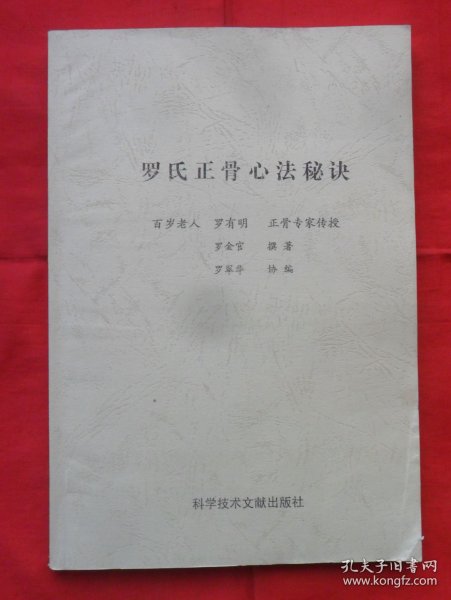 罗氏正骨心法秘诀
百岁老人 罗有明 正骨专家传授
罗金官 撰著
罗翠华 协编
科学技术文献出版社
孔夫子旧书网
www.kongfz.com